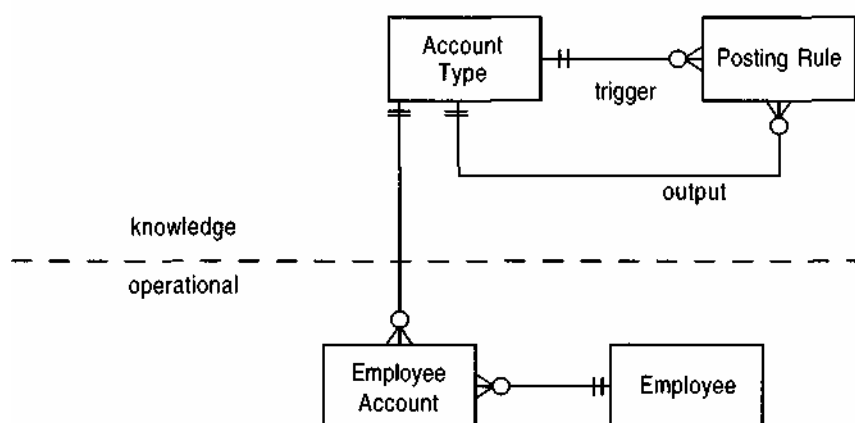 Account
Type
Posting Rule
trigger
output
knowledge
operational
Employee
Account
Employee